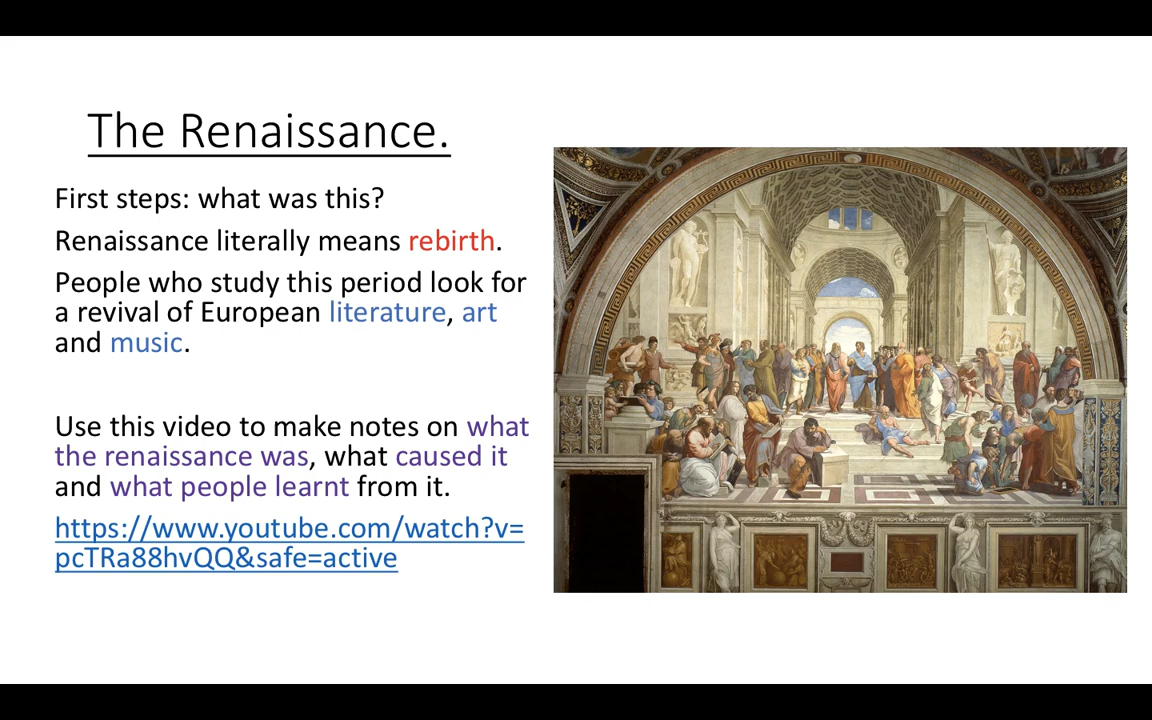 The Renaissance.
First steps: what was this?
Renaissance literally means rebirth.
People who study this period look for
a revival of European literature, art
and music.
Use this video to make notes on what
the renaissance was, what caused it
and what people learnt from it.
https://www.youtube.com/watch?v=
pcTRa88hvQQ&safe=active